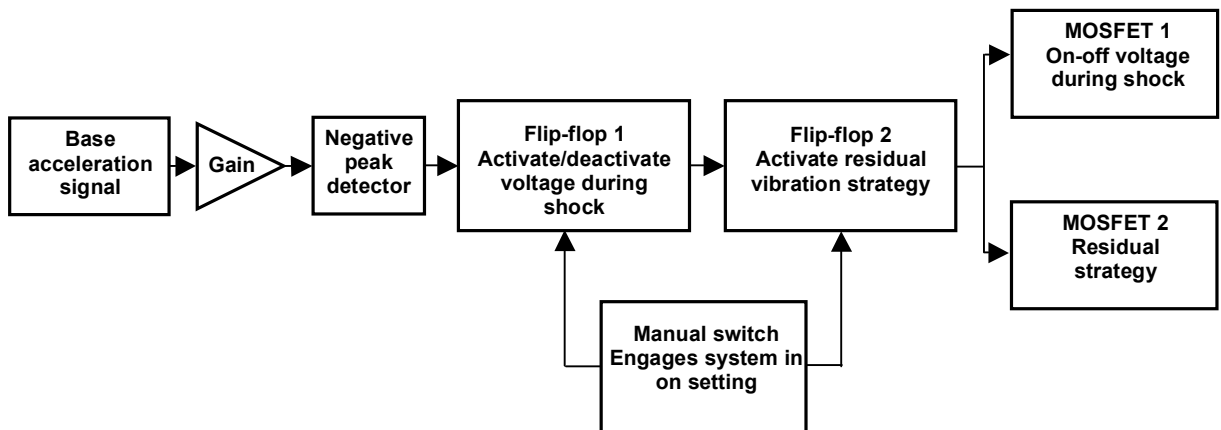 Base
acceleration
signal
Gain
Negative
peak
detector
Flip-flop 1
Activate/deactivate
voltage during
shock
Flip-flop 2
Activate residual
vibration strategy
MOSFET 1
On-off voltage
during shock
MOSFET 2
Residual
strategy
Manual switch
Engages system in
on setting